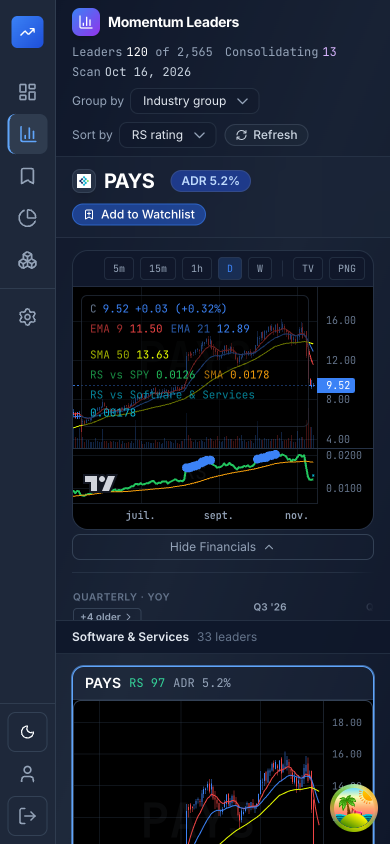 Momentum Leaders
Leaders 120 of 2,565 Consolidating 13
Scan Oct 16, 2026
Group by Industry group
Sort by RS rating Refresh
PAYS ADR 5.2%
Add to Watchlist
5m 15m 1h D W TV PNG
C 9.52 +0.03 (+0.32%)
EMA 9 11.50 EMA 21 12.89
SMA 50 13.63
RS vs SPY 0.0126 SMA 0.0178
RS vs Software & Services
0.00178
16.00
12.00
9.52
8.00
4.00
0.0200
0.0100
juil. sept. nov.
Hide Financials
QUARTERLY · YOY
+4 older >
Q3 '26
Software & Services 33 leaders
PAYS RS 97 ADR 5.2%
18.00
16.00